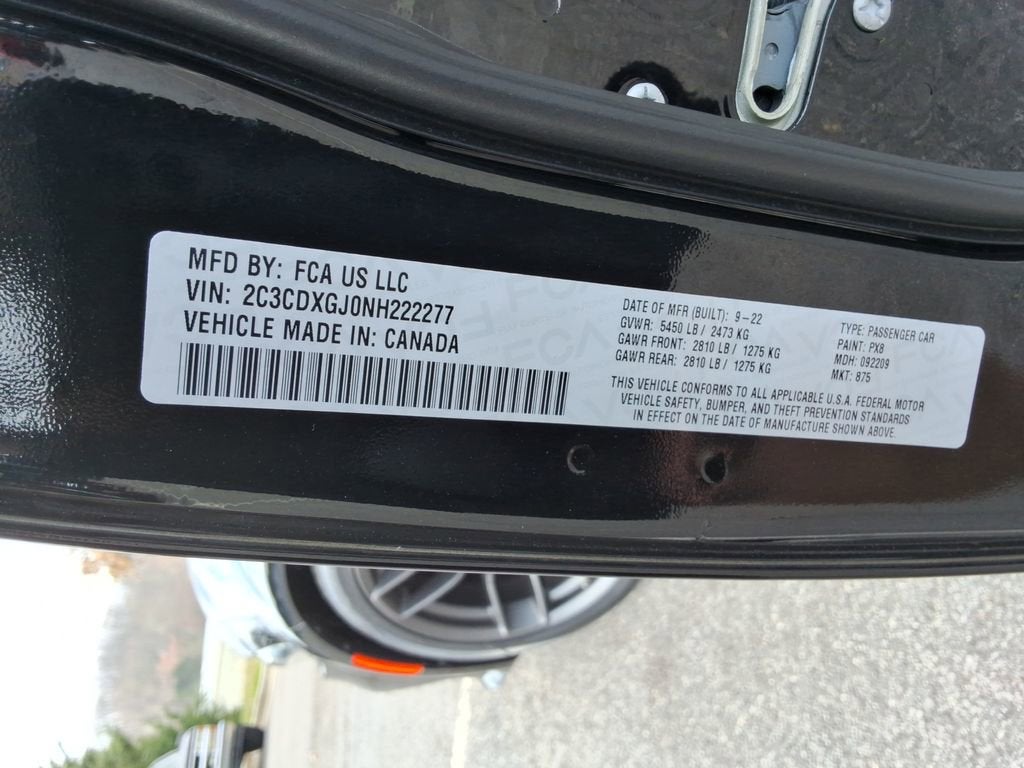 MFD BY: FCA US LLC
VIN: 2C3CDXGJ0NH222277
VEHICLE MADE IN: CANADA
DATE OF MFR (BUILT): 9-22
GVWR: 5450 LB / 2473 KG
GAWR FRONT: 2810 LB / 1275 KG
GAWR REAR: 2810 LB / 1275 KG
TYPE: PASSENGER CAR
PAINT: PX8
MDH: 092209
MKT: 875
THIS VEHICLE CONFORMS TO ALL APPLICABLE U.S.A. FEDERAL MOTOR
VEHICLE SAFETY, BUMPER, AND THEFT PREVENTION STANDARDS
IN EFFECT ON THE DATE OF MANUFACTURE SHOWN ABOVE.